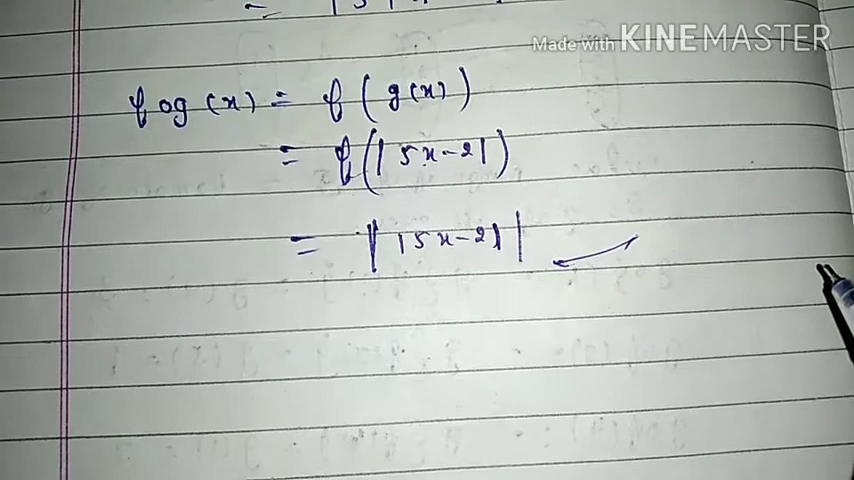 Made with KINEMASTER
fog(x) = f(g(x))
= f(|5x-2|)
= ||5x-2||